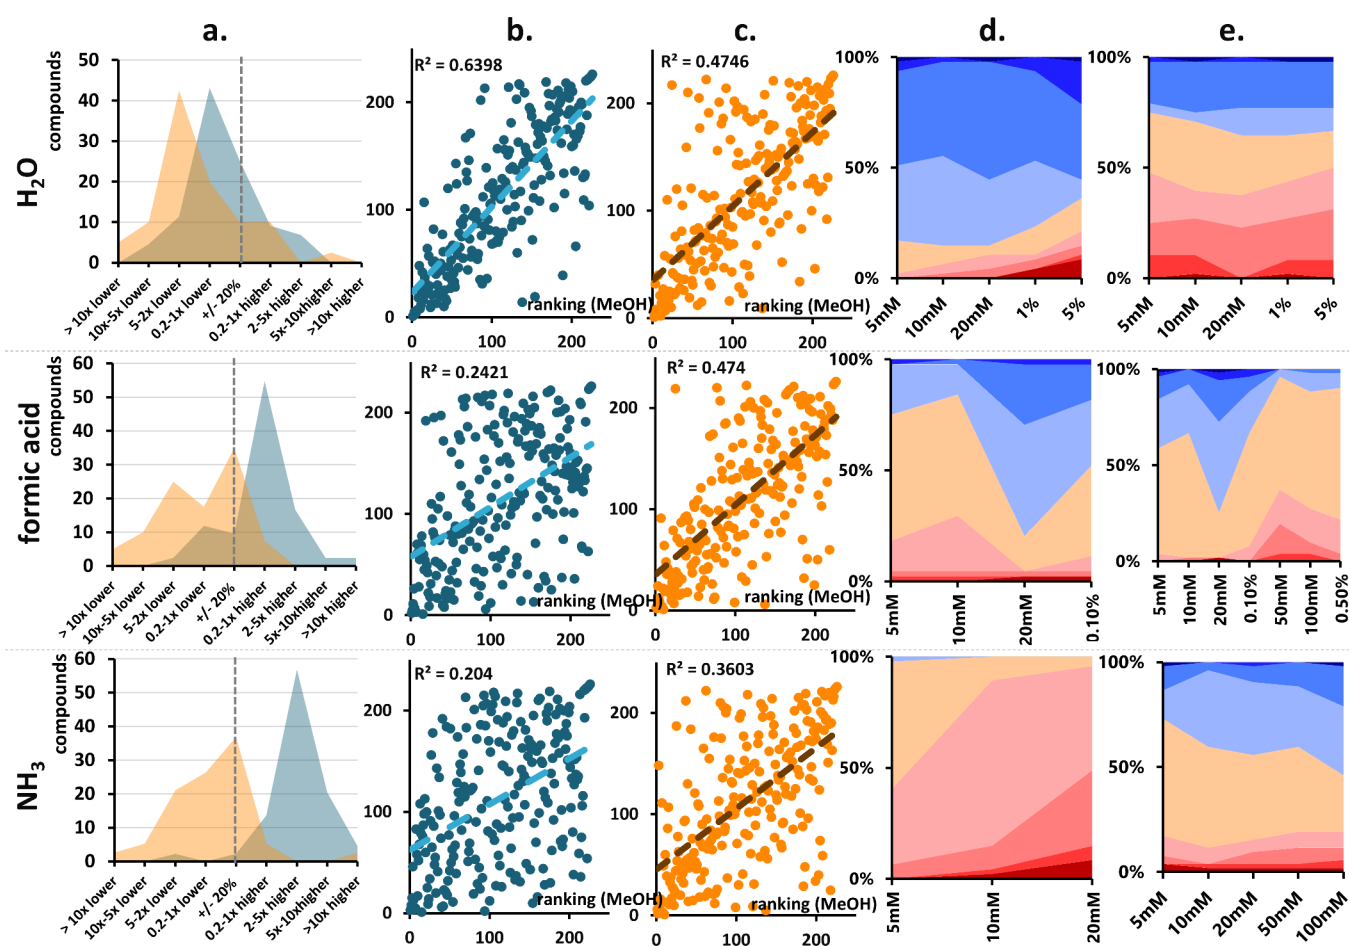 a.
b.
c.
d.
e.
H₂O
compounds
50
40
30
20
10
0
> 10x lower
10x-5x lower
5-2x lower
0.2-1x lower
+/- 20%
0.2-1x higher
2-5x higher
5x-10xhigher
>10x higher
R² = 0.6398
200
100
0
ranking (MeOH)
0
100
200
R² = 0.4746
200
100
0
ranking (MeOH)
0
100
200
100%
50%
0%
5mM
10mM
20mM
1%
5%
100%
50%
0%
5mM
10mM
20mM
1%
5%
formic acid
compounds
60
50
40
30
20
10
0
> 10x lower
10x-5x lower
5-2x lower
0.2-1x lower
+/- 20%
0.2-1x higher
2-5x higher
5x-10xhigher
>10x higher
R² = 0.2421
200
100
0
ranking (MeOH)
0
100
200
R² = 0.474
200
100
0
ranking (MeOH)
0
100
200
100%
50%
0%
5mM
10mM
20mM
0.10%
100%
50%
0%
5mM
10mM
20mM
0.10%
50mM
100mM
0.50%
NH₃
compounds
60
50
40
30
20
10
0
> 10x lower
10x-5x lower
5-2x lower
0.2-1x lower
+/- 20%
0.2-1x higher
2-5x higher
5x-10xhigher
>10x higher
R² = 0.204
200
100
0
ranking (MeOH)
0
100
200
R² = 0.3603
200
100
0
ranking (MeOH)
0
100
200
100%
50%
0%
5mM
10mM
20mM
100%
50%
0%
5mM
10mM
20mM
50mM
100mM